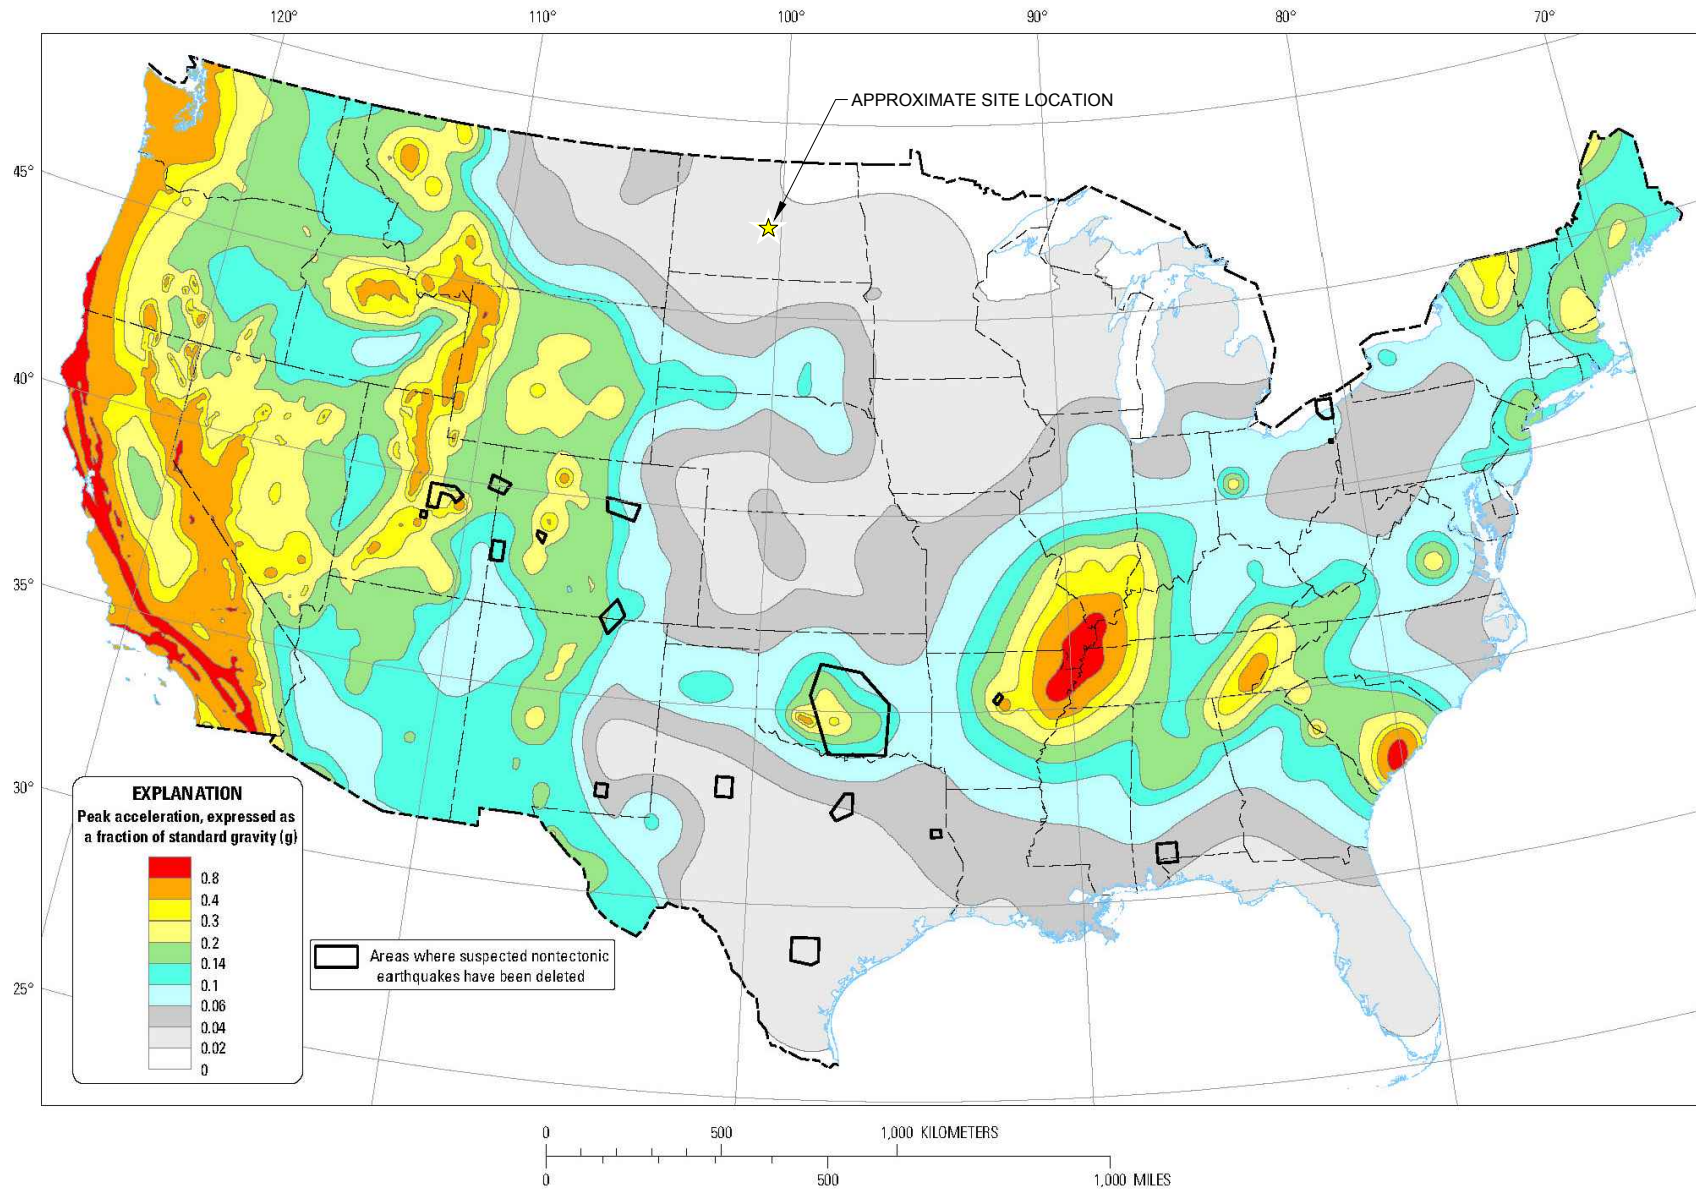 120°
110°
100°
90°
80°
70°
APPROXIMATE SITE LOCATION
45°
40°
35°
30°
25°
EXPLANATION
Peak acceleration, expressed as
a fraction of standard gravity (g)
0.8
0.4
0.3
0.2
0.14
0.1
0.06
0.04
0.02
0
Areas where suspected nontectonic
earthquakes have been deleted
0 500 1,000 KILOMETERS
0 500 1,000 MILES